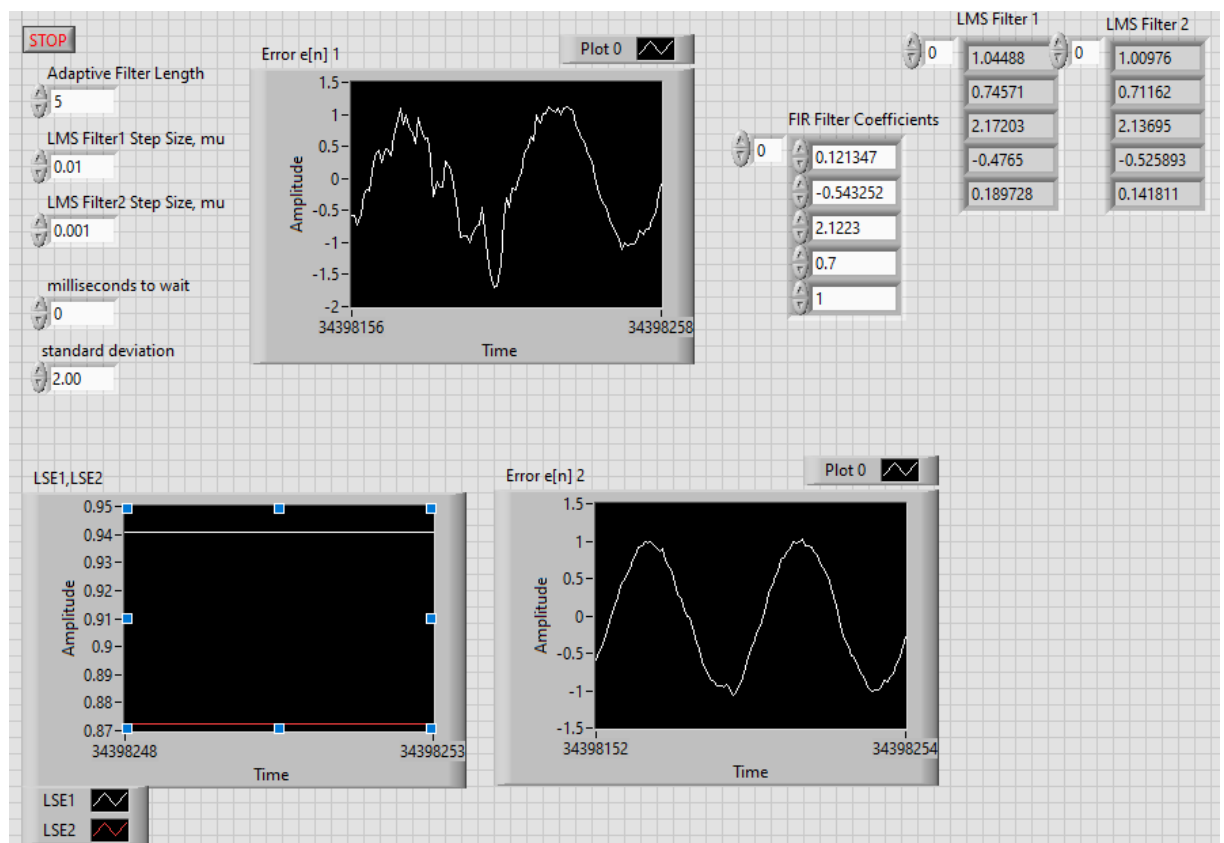 STOP
Adaptive Filter Length
5
LMS Filter1 Step Size, mu
0.01
LMS Filter2 Step Size, mu
0.001
milliseconds to wait
0
standard deviation
2.00
Error e[n] 1
Plot 0
1.5
1
0.5
0
-0.5
-1
-1.5
-2
Amplitude
34398156
34398258
Time
FIR Filter Coefficients
0
0.121347
-0.543252
2.1223
0.7
1
LMS Filter 1
0
1.04488
0.74571
2.17203
-0.4765
0.189728
LMS Filter 2
0
1.00976
0.71162
2.13695
-0.525893
0.141811
LSE1,LSE2
0.95
0.94
0.93
0.92
0.91
0.9
0.89
0.88
0.87
Amplitude
34398248
34398253
Time
LSE1
LSE2
Error e[n] 2
Plot 0
1.5
1
0.5
0
-0.5
-1
-1.5
Amplitude
34398152
34398254
Time